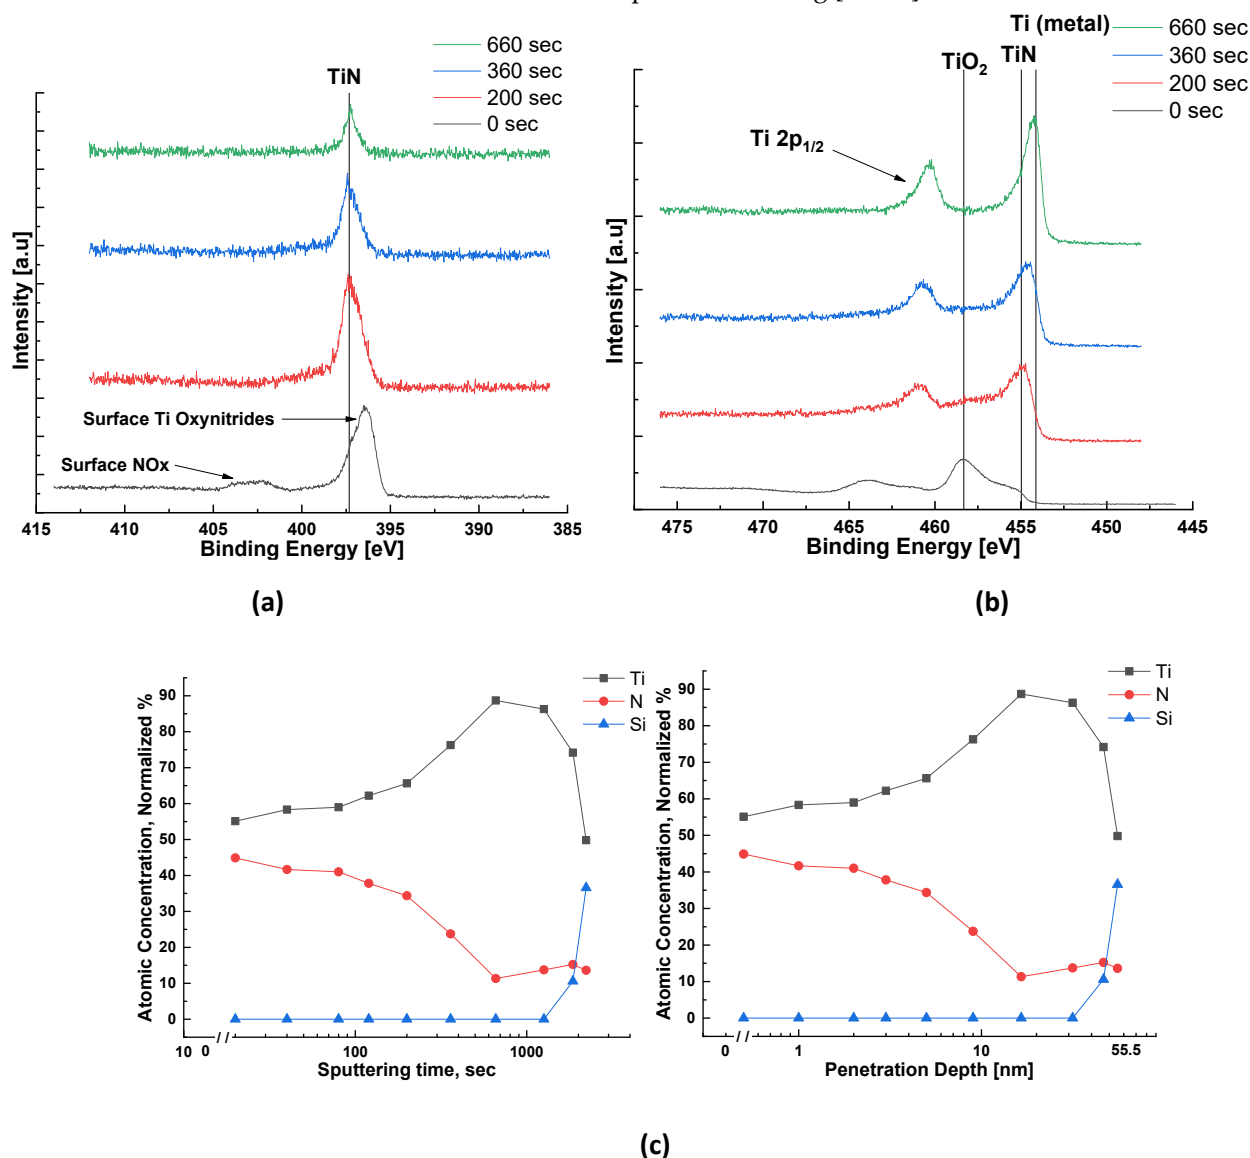 660 sec
360 sec
200 sec
0 sec
TiN
Surface Ti Oxynitrides
Surface NOx
Intensity [a.u]
415 410 405 400 395 390 385
Binding Energy [eV]
(a)
Ti (metal)
660 sec
360 sec
200 sec
0 sec
TiO2
TiN
Ti 2p1/2
Intensity [a.u]
475 470 465 460 455 450 445
Binding Energy [eV]
(b)
Ti
N
Si
Atomic Concentration, Normalized %
90
80
70
60
50
40
30
20
10
0
10 0 100 1000
Sputtering time, sec
Ti
N
Si
Atomic Concentration, Normalized %
90
80
70
60
50
40
30
20
10
0
0 1 10 55.5
Penetration Depth [nm]
(c)